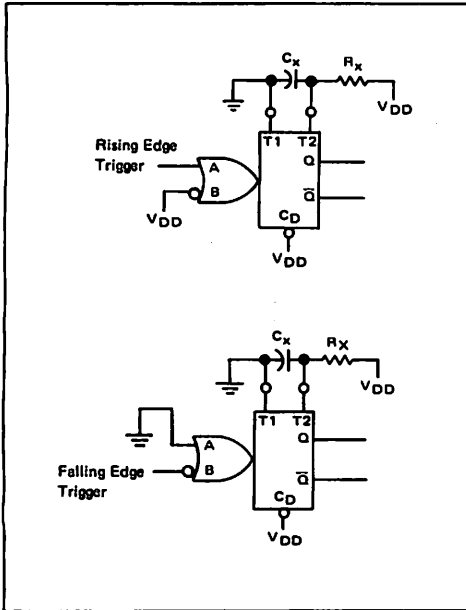 Cx
Rx
VDD
T1 T2
Rising Edge
Trigger
A
B
Q
Q̅
VDD
CD
VDD
Cx
RX
VDD
T1 T2
A
B
Q
Q̅
Falling Edge
Trigger
CD
VDD